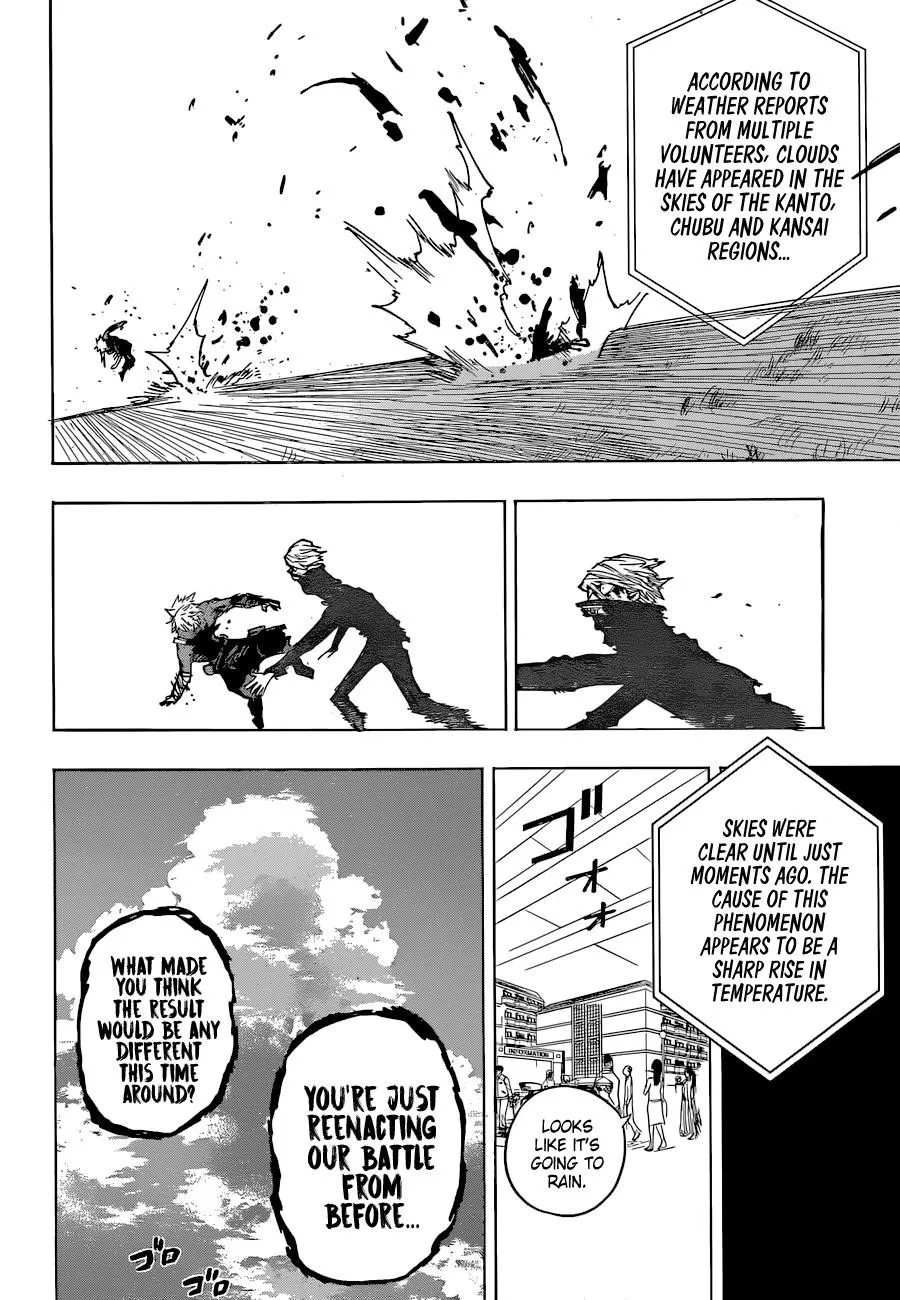 ACCORDING TO
WEATHER REPORTS
FROM MULTIPLE
VOLUNTEERS, CLOUDS
HAVE APPEARED IN THE
SKIES OF THE KANTO,
CHUBU AND KANSAI
REGIONS...
SKIES WERE
CLEAR UNTIL JUST
MOMENTS AGO. THE
CAUSE OF THIS
PHENOMENON
APPEARS TO BE A
SHARP RISE IN
TEMPERATURE.
ゴオオ
INFORMATION
LOOKS
LIKE IT'S
GOING TO
RAIN.
YOU'RE JUST
REENACTING
OUR BATTLE
FROM
BEFORE...
WHAT MADE
YOU THINK
THE RESULT
WOULD BE ANY
DIFFERENT
THIS TIME
AROUND?
ゴロ
ゴロ